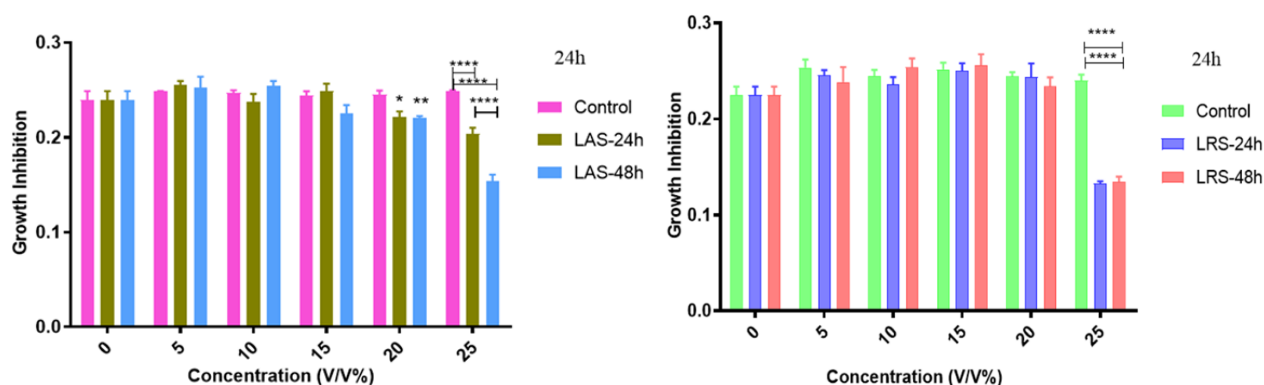 0.3
0.2
0.1
0.0
Growth Inhibition
0
5
10
15
20
25
Concentration (V/V%)
*
**
****
****
****
24h
Control
LAS-24h
LAS-48h
0.3
0.2
0.1
0.0
Growth Inhibition
0
5
10
15
20
25
Concentration (V/V%)
****
****
24h
Control
LRS-24h
LRS-48h